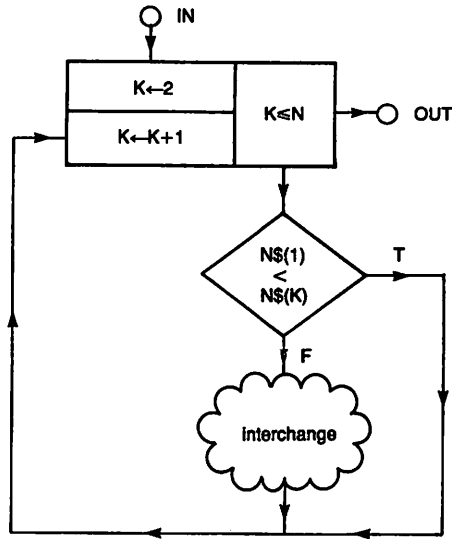 IN
K←2
K←K+1
K⩽N
OUT
N$(1)
<
N$(K)
T
F
interchange